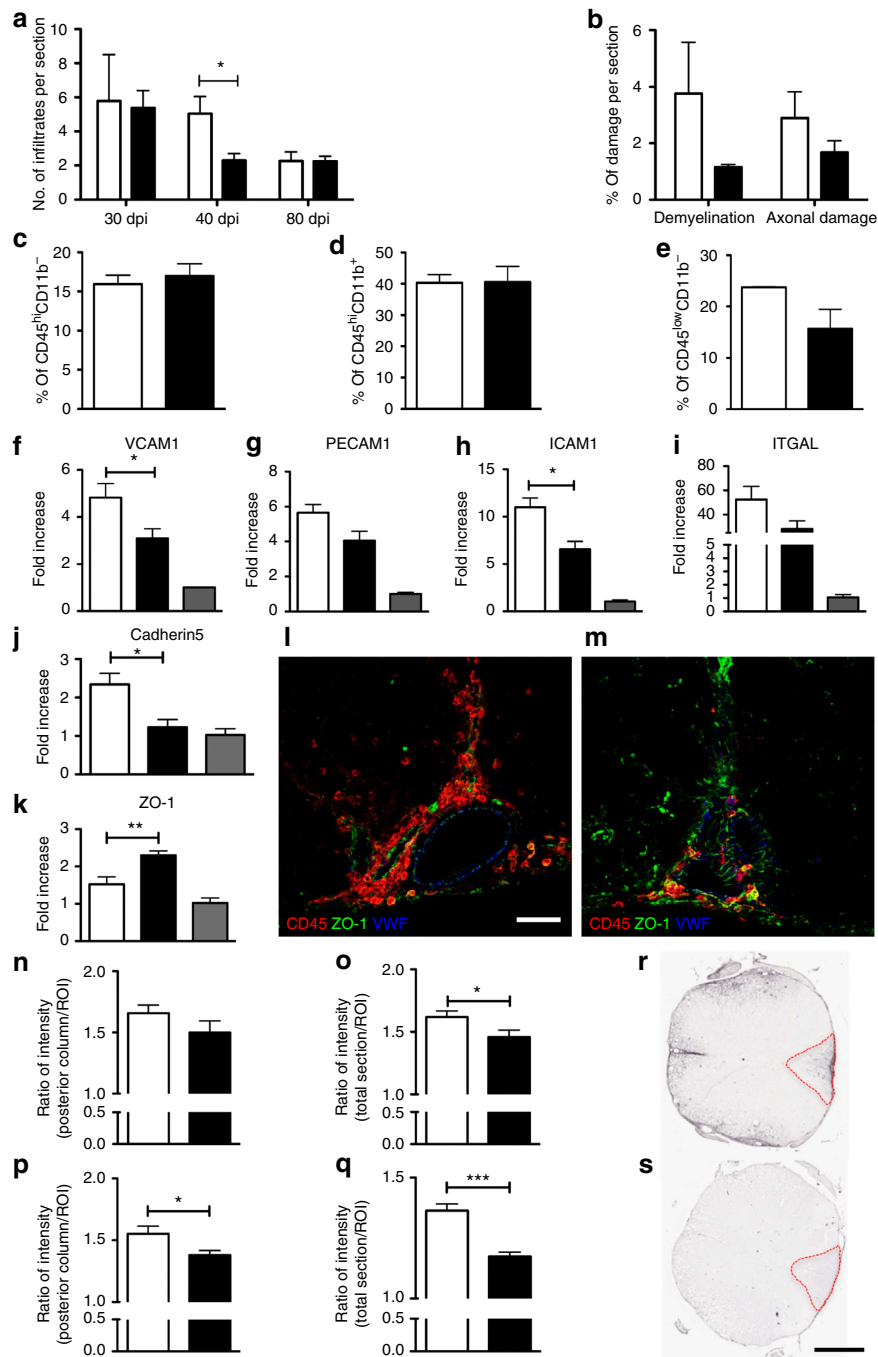 a
No. of infiltrates per section
10
8
6
4
2
0
*
30 dpi
40 dpi
80 dpi
b
% Of damage per section
6
4
2
0
Demyelination
Axonal damage
c
% Of CD45hiCD11b−
20
15
10
5
0
d
% Of CD45hiCD11b+
50
40
30
20
10
0
e
% Of CD45lowCD11b−
30
20
10
0
f
VCAM1
Fold increase
6
4
2
0
*
g
PECAM1
Fold increase
8
6
4
2
0
h
ICAM1
Fold increase
15
10
5
0
*
i
ITGAL
Fold increase
80
60
40
5
4
3
2
1
0
j
Cadherin5
Fold increase
3
2
1
0
*
k
ZO-1
Fold increase
3
2
1
0
**
l
CD45 ZO-1 VWF
m
CD45 ZO-1 VWF
n
Ratio of intensity
(posterior column/ROI)
2.0
1.5
1.0
0.5
0.0
o
Ratio of intensity
(total section/ROI)
2.0
1.5
1.0
0.5
0.0
*
p
Ratio of intensity
(posterior column/ROI)
2.0
1.5
1.0
0.5
0.0
*
q
Ratio of intensity
(total section/ROI)
1.5
1.0
0.5
0.0
***
r
s